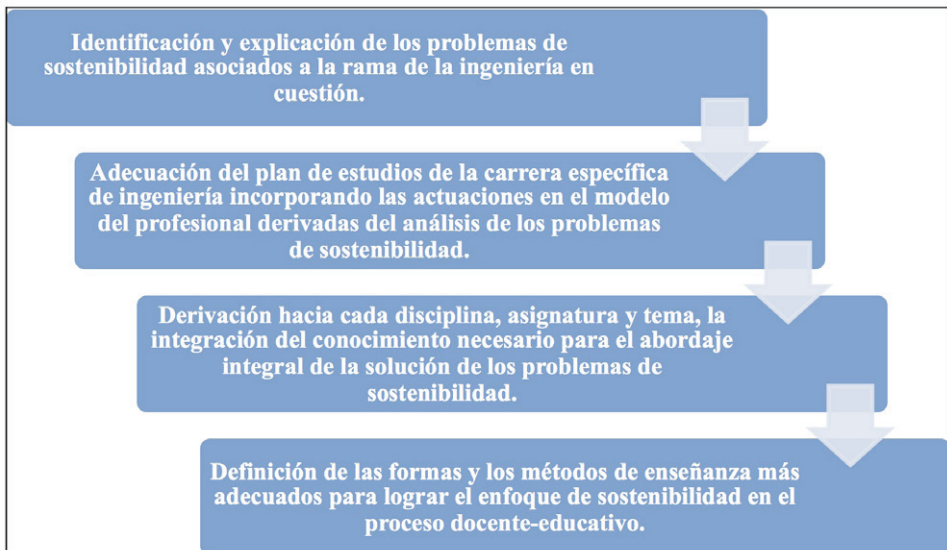 Identificación y explicación de los problemas de
sostenibilidad asociados a la rama de la ingeniería en
cuestión.
Adecuación del plan de estudios de la carrera específica
de ingeniería incorporando las actuaciones en el modelo
del profesional derivadas del análisis de los problemas
de sostenibilidad.
Derivación hacia cada disciplina, asignatura y tema, la
integración del conocimiento necesario para el abordaje
integral de la solución de los problemas de
sostenibilidad.
Definición de las formas y los métodos de enseñanza más
adecuados para lograr el enfoque de sostenibilidad en el
proceso docente-educativo.